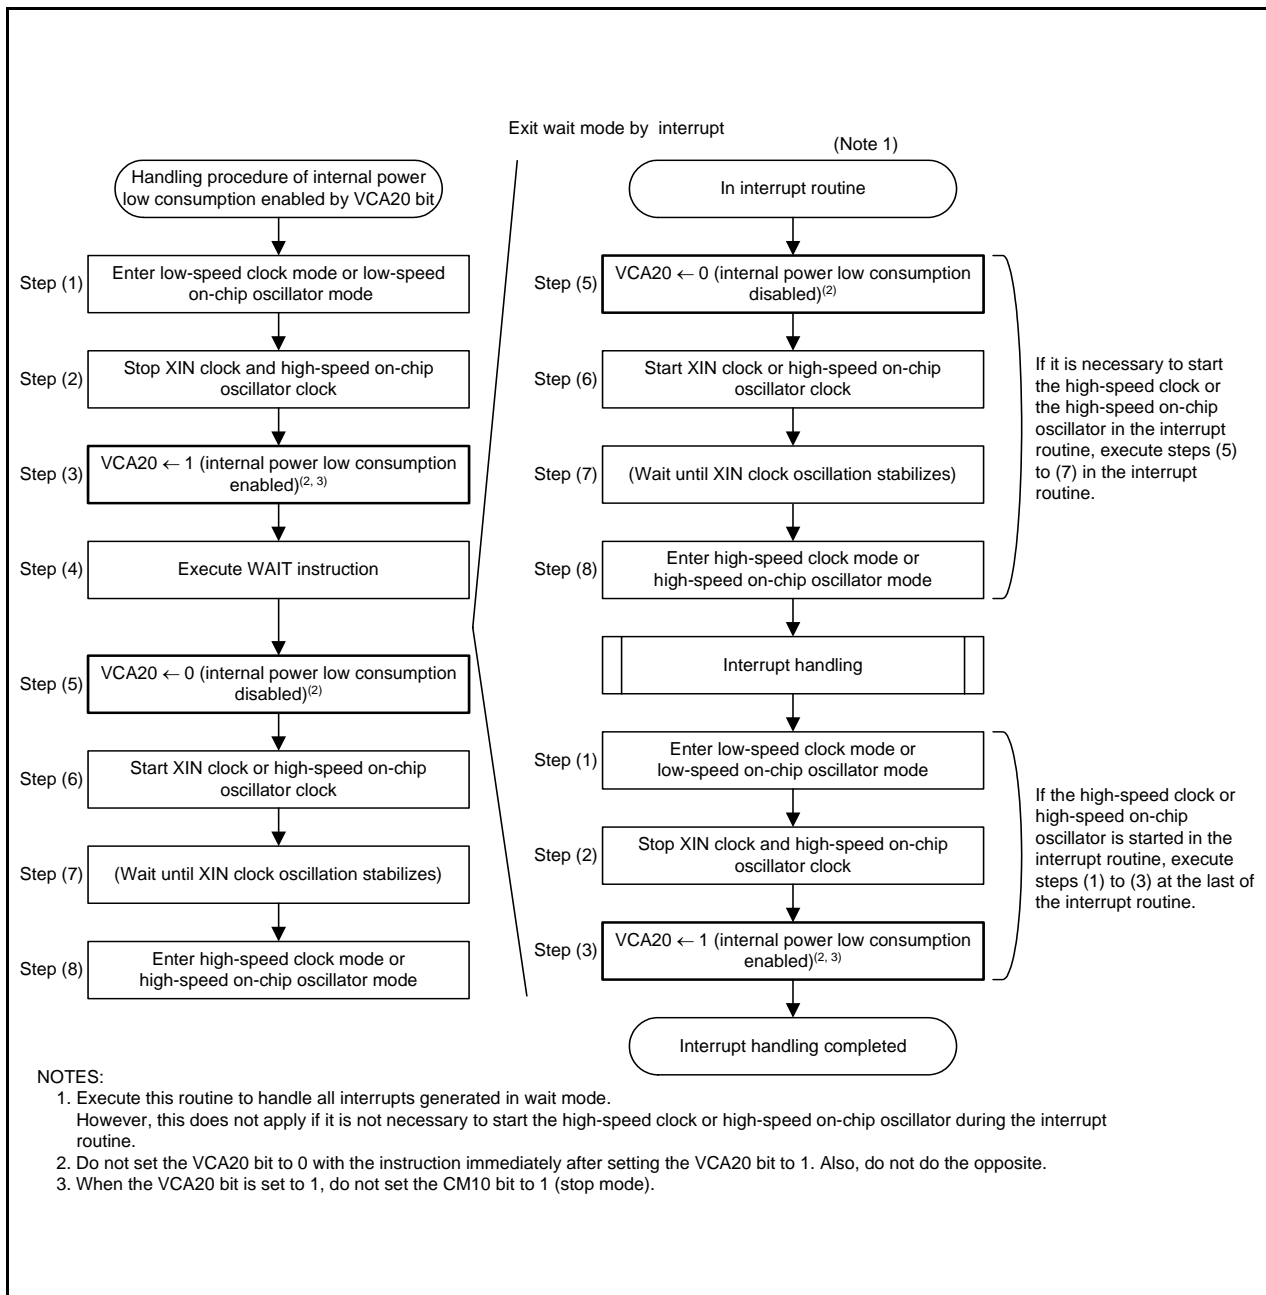 Exit wait mode by interrupt
(Note 1)
Handling procedure of internal power
low consumption enabled by VCA20 bit
Step (1)
Enter low-speed clock mode or low-speed
on-chip oscillator mode
Step (2)
Stop XIN clock and high-speed on-chip
oscillator clock
Step (3)
VCA20 ← 1 (internal power low consumption
enabled)(2, 3)
Step (4)
Execute WAIT instruction
Step (5)
VCA20 ← 0 (internal power low consumption
disabled)(2)
Step (6)
Start XIN clock or high-speed on-chip
oscillator clock
Step (7)
(Wait until XIN clock oscillation stabilizes)
Step (8)
Enter high-speed clock mode or
high-speed on-chip oscillator mode
In interrupt routine
Step (5)
VCA20 ← 0 (internal power low consumption
disabled)(2)
Step (6)
Start XIN clock or high-speed on-chip
oscillator clock
Step (7)
(Wait until XIN clock oscillation stabilizes)
Step (8)
Enter high-speed clock mode or
high-speed on-chip oscillator mode
If it is necessary to start
the high-speed clock or
the high-speed on-chip
oscillator in the interrupt
routine, execute steps (5)
to (7) in the interrupt
routine.
Interrupt handling
Step (1)
Enter low-speed clock mode or
low-speed on-chip oscillator mode
Step (2)
Stop XIN clock and high-speed on-chip
oscillator clock
Step (3)
VCA20 ← 1 (internal power low consumption
enabled)(2, 3)
If the high-speed clock or
high-speed on-chip
oscillator is started in the
interrupt routine, execute
steps (1) to (3) at the last of
the interrupt routine.
Interrupt handling completed
NOTES:
1. Execute this routine to handle all interrupts generated in wait mode.
However, this does not apply if it is not necessary to start the high-speed clock or high-speed on-chip oscillator during the interrupt
routine.
2. Do not set the VCA20 bit to 0 with the instruction immediately after setting the VCA20 bit to 1. Also, do not do the opposite.
3. When the VCA20 bit is set to 1, do not set the CM10 bit to 1 (stop mode).